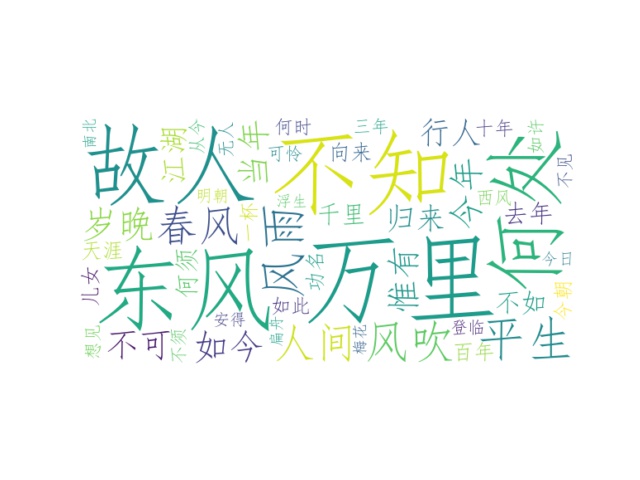 南北
故人
江湖
从今
无人
当年
何时
可怜
不知
三年
向来
行人
十年
何处
如许
不见
明朝
浮生
西风
岁晚
春风
一杯
风雨
千里
归来
今年
去年
天涯
今日
儿女
东风
何须
功名
万里
惟有
不如
今朝
如此
想见
不可
不须
安得
如今
扁舟
人间
梅花
风吹
登临
百年
平生